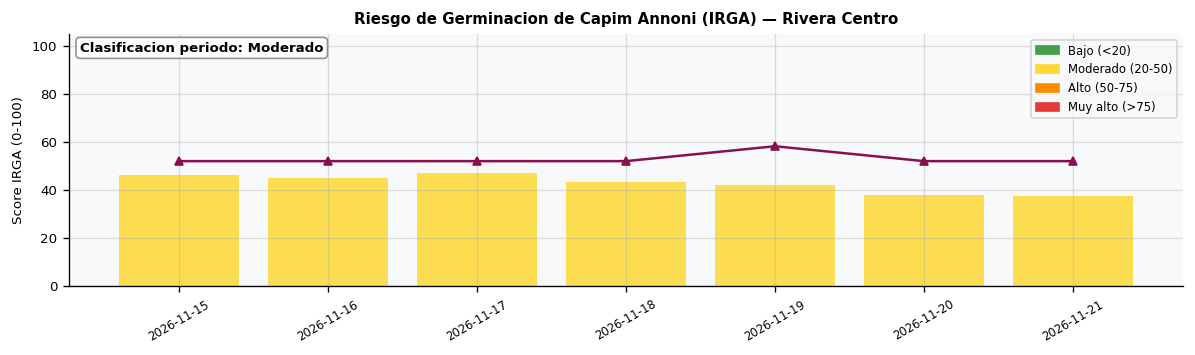 Riesgo de Germinacion de Capim Annoni (IRGA) — Rivera Centro
Clasificacion periodo: Moderado
Bajo (<20)
Moderado (20-50)
Alto (50-75)
Muy alto (>75)
Score IRGA (0-100)
100
80
60
40
20
0
2026-11-15
2026-11-16
2026-11-17
2026-11-18
2026-11-19
2026-11-20
2026-11-21